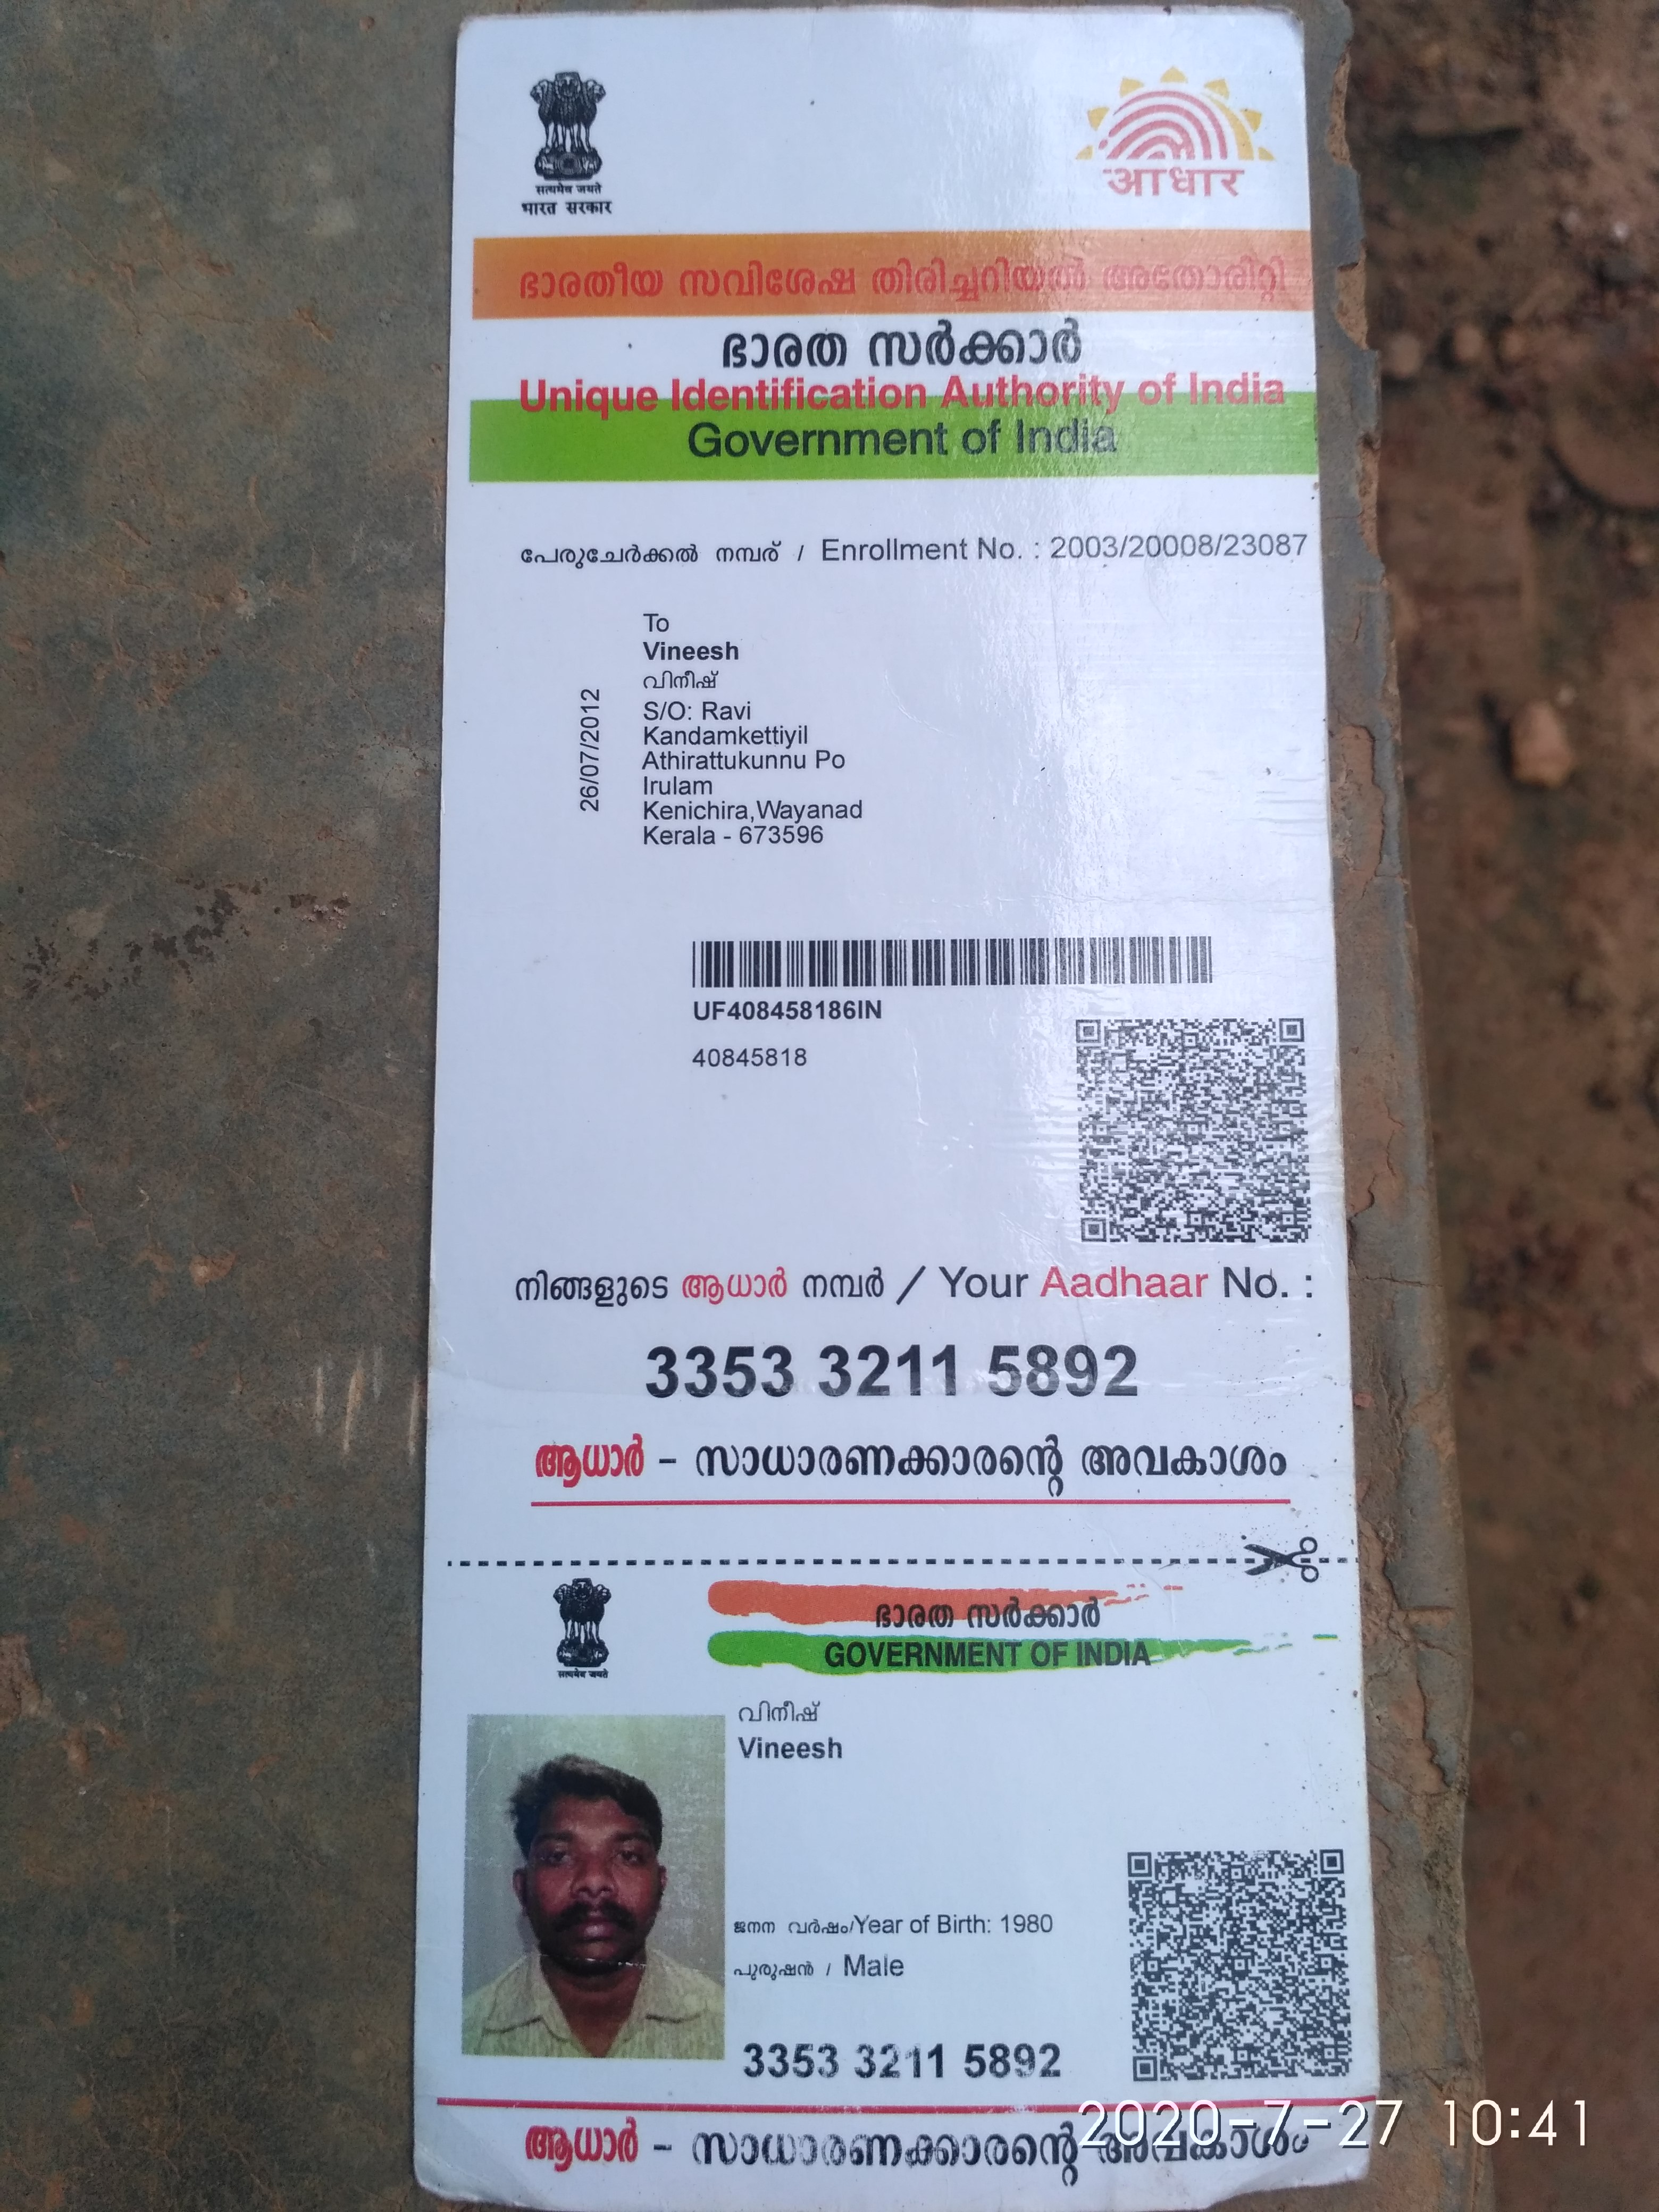 सत्यमेव जयते
भारत सरकार
आधार
ഭാരതീയ സവിശേഷ തിരിച്ചറിയൽ അതോരിറ്റി
ഭാരത സർക്കാർ
Unique Identification Authority of India
Government of India
പേരുചേർക്കൽ നമ്പര് / Enrollment No. : 2003/20008/23087
26/07/2012
To
Vineesh
വിനീഷ്
S/O: Ravi
Kandamkettiyil
Athirattukunnu Po
Irulam
Kenichira,Wayanad
Kerala - 673596
UF408458186IN
40845818
നിങ്ങളുടെ ആധാർ നമ്പർ / Your Aadhaar No. :
3353 3211 5892
ആധാർ - സാധാരണക്കാരന്റെ അവകാശം
सत्यमेव जयते
ഭാരത സർക്കാർ
GOVERNMENT OF INDIA
വിനീഷ്
Vineesh
ജനന വർഷം/Year of Birth: 1980
പുരുഷൻ / Male
3353 3211 5892
ആധാർ - സാധാരണക്കാരന്റെ അവകാശം
2020-7-27 10:41